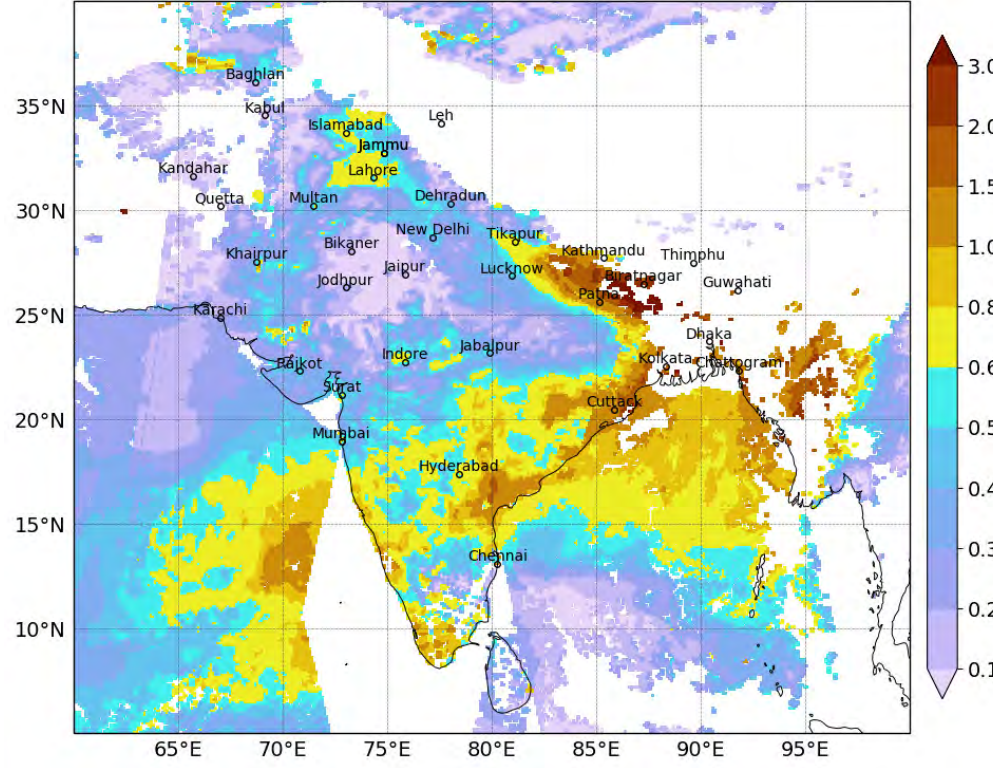 Baghlan
35°N
Kabul
Islamabad
Leh
Jammu
Kandahar
Lahore
Quetta
Multan
Dehradun
30°N
Khairpur
Bikaner
New Delhi
Tikapur
Kathmandu
Thimphu
Jodhpur
Jaipur
Lucknow
Biratnagar
Guwahati
Patna
25°N
Karachi
Rajkot
Indore
Jabalpur
Dhaka
Kolkata
Chattogram
Surat
Cuttack
20°N
Mumbai
Hyderabad
15°N
Chennai
10°N
65°E 70°E 75°E 80°E 85°E 90°E 95°E
3.0
2.0
1.5
1.0
0.8
0.6
0.5
0.4
0.3
0.2
0.1